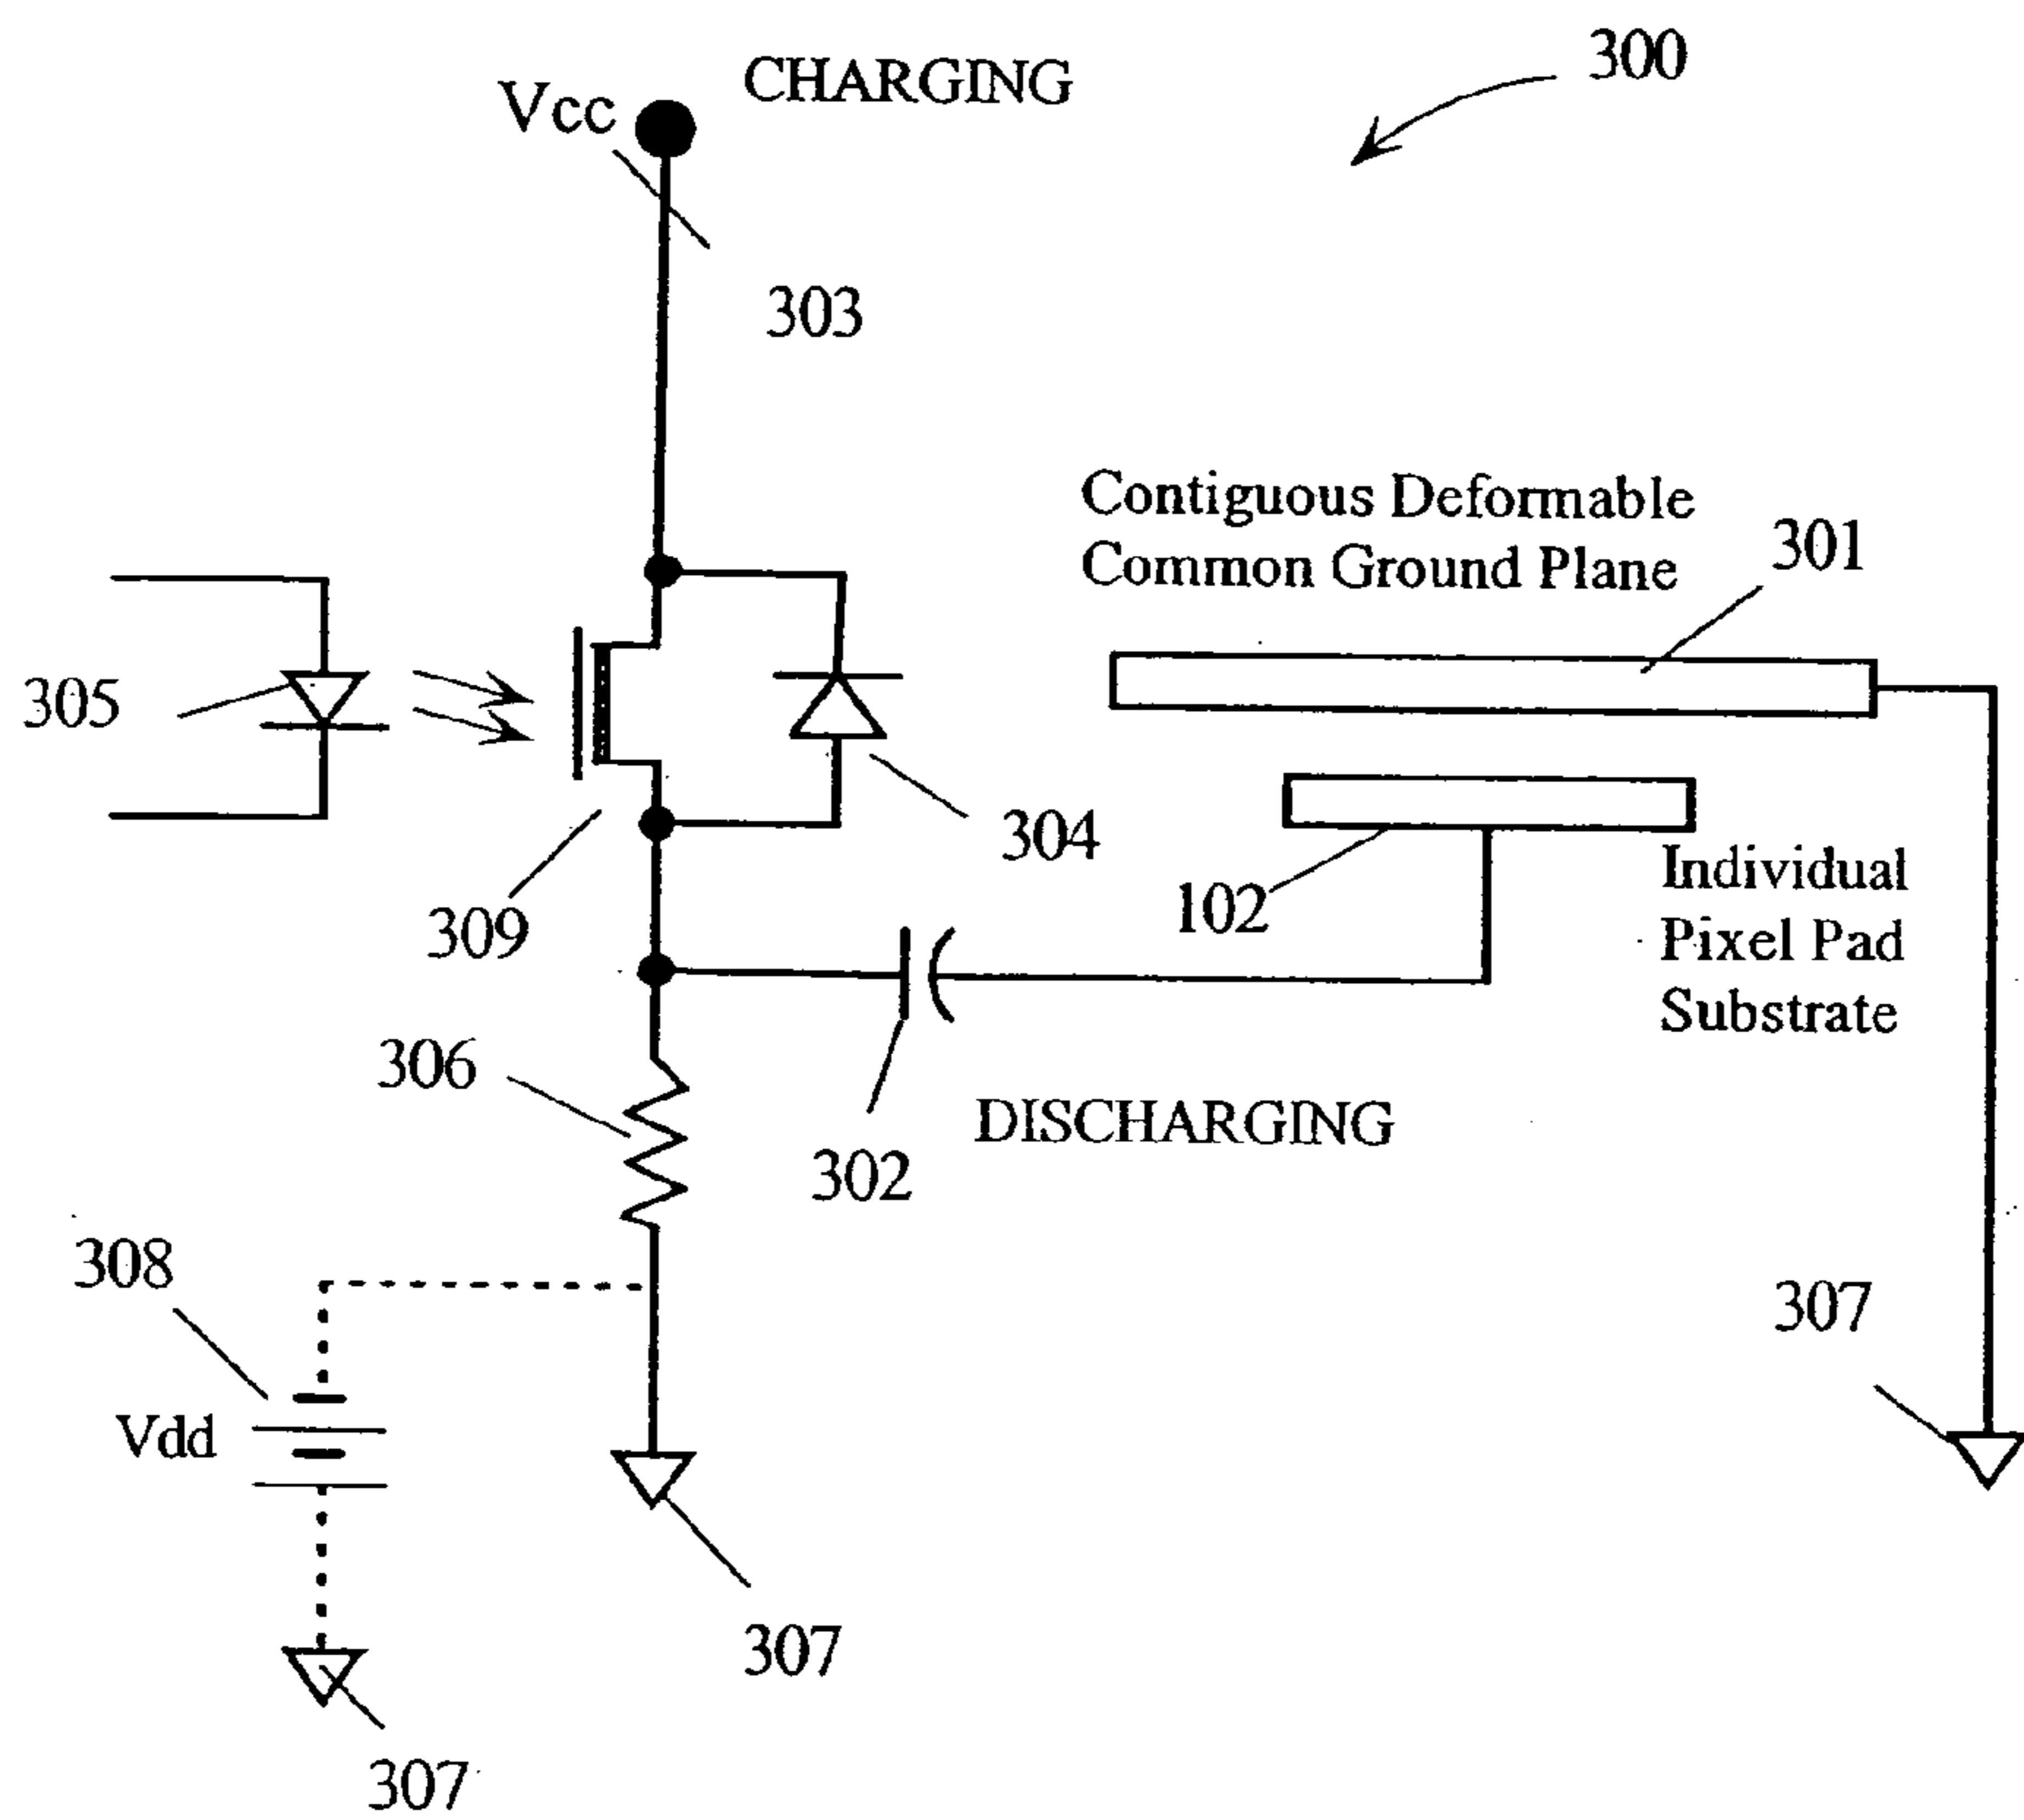 300
CHARGING
Vcc
303
Contiguous Deformable
Common Ground Plane
301
305
304
102
309
Individual
Pixel Pad
Substrate
306
302
DISCHARGING
308
307
Vdd
307
307